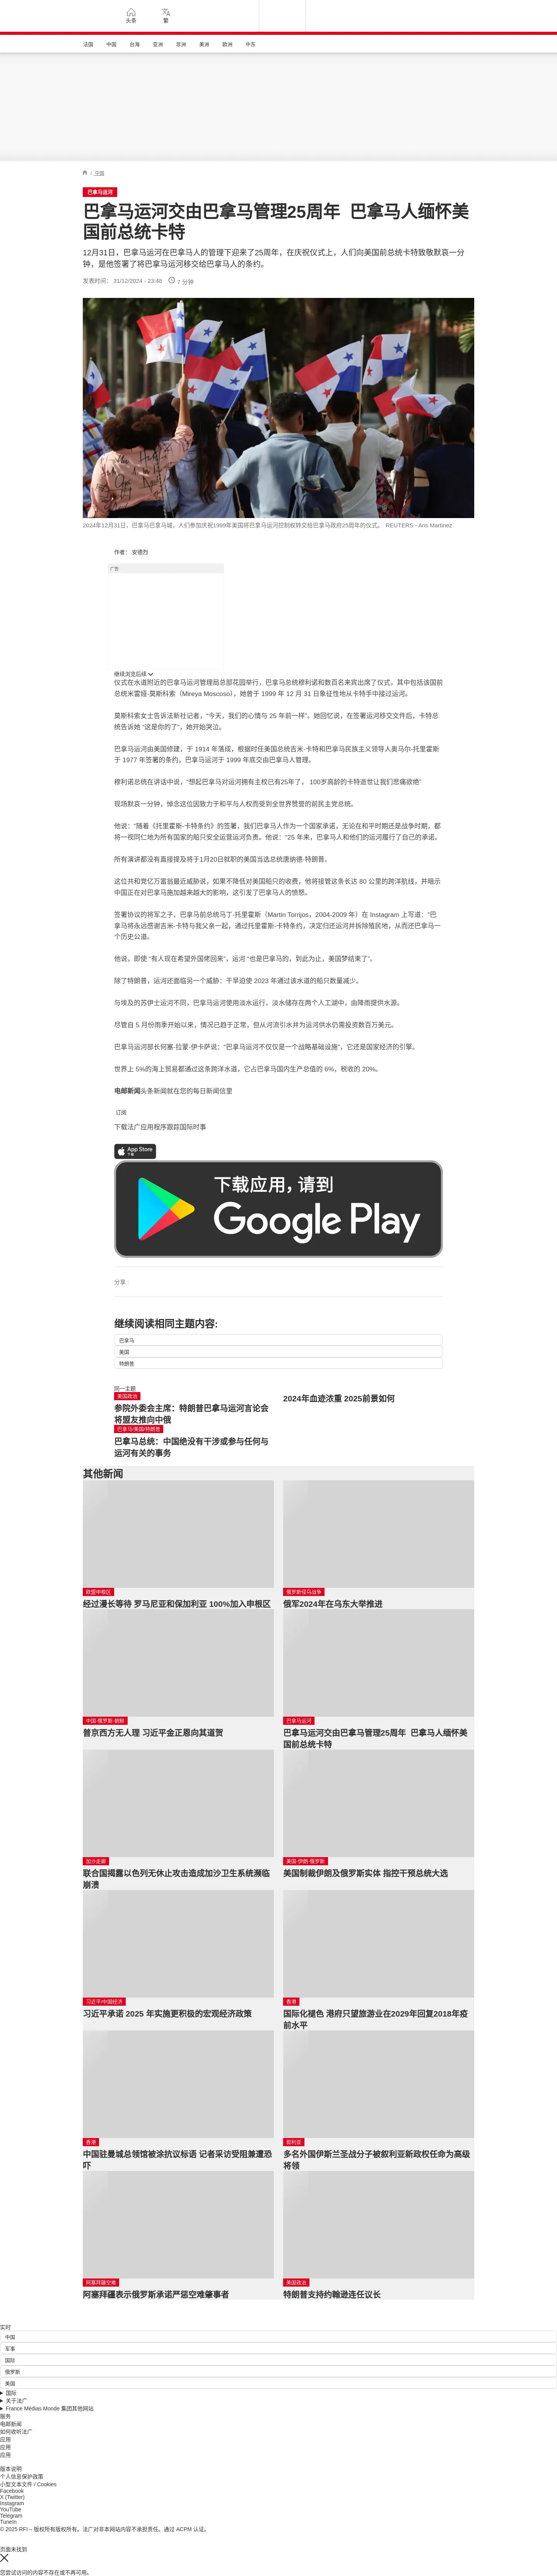 头条
繁
法国
中国
台海
亚洲
非洲
美洲
欧洲
中东
/ 中国
巴拿马运河
巴拿马运河交由巴拿马管理25周年 巴拿马人缅怀美
国前总统卡特
12月31日，巴拿马运河在巴拿马人的管理下迎来了25周年，在庆祝仪式上，人们向美国前总统卡特致敬默哀一分
钟，是他签署了将巴拿马运河移交给巴拿马人的条约。
发表时间： 31/12/2024 - 23:48 7 分钟
2024年12月31日，巴拿马巴拿马城，人们参加庆祝1999年美国将巴拿马运河控制权转交给巴拿马政府25周年的仪式。 REUTERS - Aris Martinez
作者： 安德烈
广告
继续浏览后续
仪式在水道附近的巴拿马运河管理局总部花园举行，巴拿马总统穆利诺和数百名来宾出席了仪式，其中包括该国前
总统米雷娅-莫斯科索（Mireya Moscoso），她曾于 1999 年 12 月 31 日象征性地从卡特手中接过运河。
莫斯科索女士告诉法新社记者，“今天，我们的心情与 25 年前一样”。她回忆说，在签署运河移交文件后，卡特总
统告诉她 “这是你的了”，她开始哭泣。
巴拿马运河由美国修建，于 1914 年落成，根据时任美国总统吉米-卡特和巴拿马民族主义领导人奥马尔-托里霍斯
于 1977 年签署的条约，巴拿马运河于 1999 年底交由巴拿马人管理。
穆利诺总统在讲话中说，“想起巴拿马对运河拥有主权已有25年了， 100岁高龄的卡特逝世让我们悲痛欲绝”
现场默哀一分钟，悼念这位因致力于和平与人权而受到全世界赞誉的前民主党总统。
他说：“随着《托里霍斯-卡特条约》的签署，我们巴拿马人作为一个国家承诺，无论在和平时期还是战争时期，都
将一视同仁地为所有国家的船只安全运营运河负责。他说：“25 年来，巴拿马人和他们的运河履行了自己的承诺。
所有演讲都没有直接提及将于1月20日就职的美国当选总统唐纳德-特朗普。
这位共和党亿万富翁最近威胁说，如果不降低对美国船只的收费，他将接管这条长达 80 公里的跨洋航线，并暗示
中国正在对巴拿马施加越来越大的影响，这引发了巴拿马人的愤怒。
签署协议的将军之子、巴拿马前总统马丁-托里霍斯（Martin Torrijos，2004-2009 年）在 Instagram 上写道：“巴
拿马将永远感谢吉米-卡特与我父亲一起，通过托里霍斯-卡特条约，决定归还运河并拆除殖民地，从而还巴拿马一
个历史公道。
他说，即使 “有人现在希望外国佬回来”，运河 “也是巴拿马的，到此为止，美国梦结束了”。
除了特朗普，运河还面临另一个威胁：干旱迫使 2023 年通过该水道的船只数量减少。
与埃及的苏伊士运河不同，巴拿马运河使用淡水运行，淡水储存在两个人工湖中，由降雨提供水源。
尽管自 5 月份雨季开始以来，情况已趋于正常，但从河流引水并为运河供水仍需投资数百万美元。
巴拿马运河部长何塞-拉蒙-伊卡萨说：“巴拿马运河不仅仅是一个战略基础设施”，它还是国家经济的引擎。
世界上 5%的海上贸易都通过这条跨洋水道，它占巴拿马国内生产总值的 6%，税收的 20%。
电邮新闻头条新闻就在您的每日新闻信里
订阅
下载法广应用程序跟踪国际时事
App Store
下载
下载应用，请到
Google Play
分享 :
继续阅读相同主题内容:
巴拿马
美国
特朗普
同一主题
美国政治
参院外委会主席：特朗普巴拿马运河言论会
将盟友推向中俄
2024年血迹浓重 2025前景如何
巴拿马/美国/特朗普
巴拿马总统：中国绝没有干涉或参与任何与
运河有关的事务
其他新闻
欧盟申根区
经过漫长等待 罗马尼亚和保加利亚 100%加入申根区
俄罗斯侵乌战争
俄军2024年在乌东大举推进
中国-俄罗斯-朝鲜
普京西方无人理 习近平金正恩向其道贺
巴拿马运河
巴拿马运河交由巴拿马管理25周年 巴拿马人缅怀美
国前总统卡特
加沙走廊
联合国揭露以色列无休止攻击造成加沙卫生系统濒临
崩溃
美国-伊朗-俄罗斯
美国制裁伊朗及俄罗斯实体 指控干预总统大选
习近平/中国经济
习近平承诺 2025 年实施更积极的宏观经济政策
香港
国际化褪色 港府只望旅游业在2029年回复2018年疫
前水平
香港
中国驻曼城总领馆被涂抗议标语 记者采访受阻兼遭恐
吓
叙利亚
多名外国伊斯兰圣战分子被叙利亚新政权任命为高级
将领
阿塞拜疆空难
阿塞拜疆表示俄罗斯承诺严惩空难肇事者
美国政治
特朗普支持约翰逊连任议长
实时
中国
军事
国际
俄罗斯
美国
国际
关于法广
France Médias Monde 集团其他网站
服务
电邮新闻
如何收听法广
应用
应用
应用
版本说明
个人信息保护政策
小型文本文件 / Cookies
Facebook
X (Twitter)
Instagram
YouTube
Telegram
TuneIn
© 2025 RFI – 版权所有版权所有。法广对非本网站内容不承担责任。通过 ACPM 认证。
页面未找到
您尝试访问的内容不存在或不再可用。